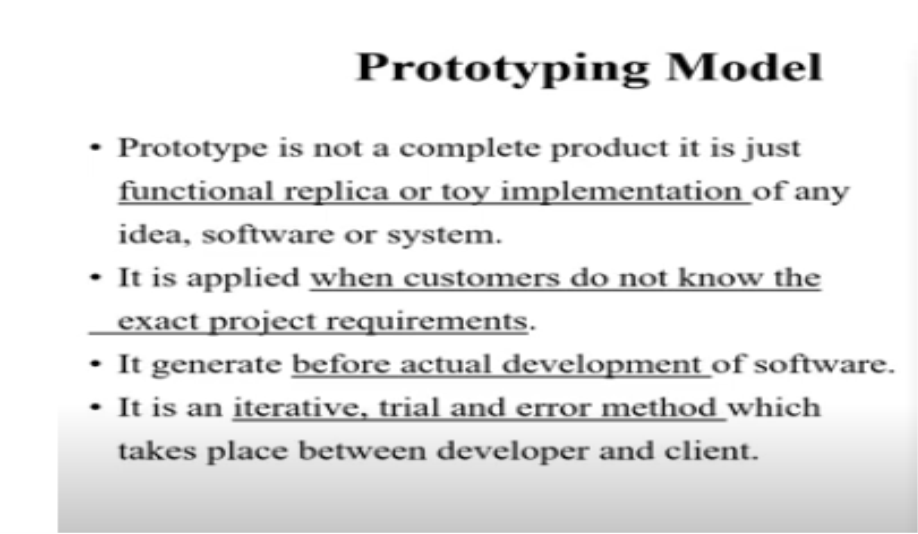 Prototyping Model
• Prototype is not a complete product it is just
functional replica or toy implementation of any
idea, software or system.
• It is applied when customers do not know the
exact project requirements.
• It generate before actual development of software.
• It is an iterative, trial and error method which
takes place between developer and client.